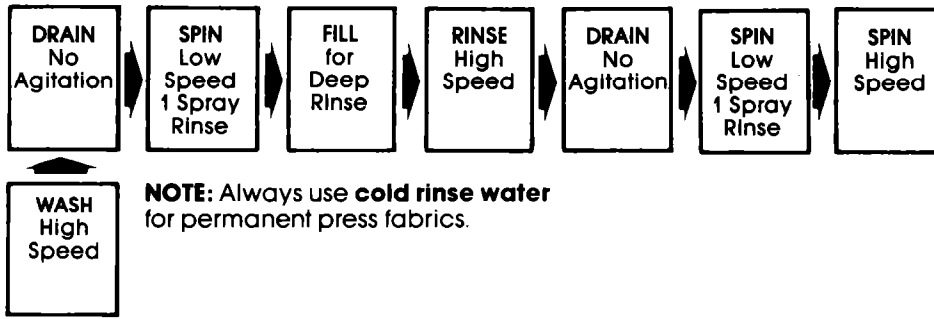 DRAIN
No
Agitation
SPIN
Low
Speed
1 Spray
Rinse
FILL
for
Deep
Rinse
RINSE
High
Speed
DRAIN
No
Agitation
SPIN
Low
Speed
1 Spray
Rinse
SPIN
High
Speed
WASH
High
Speed
NOTE: Always use cold rinse water
for permanent press fabrics.